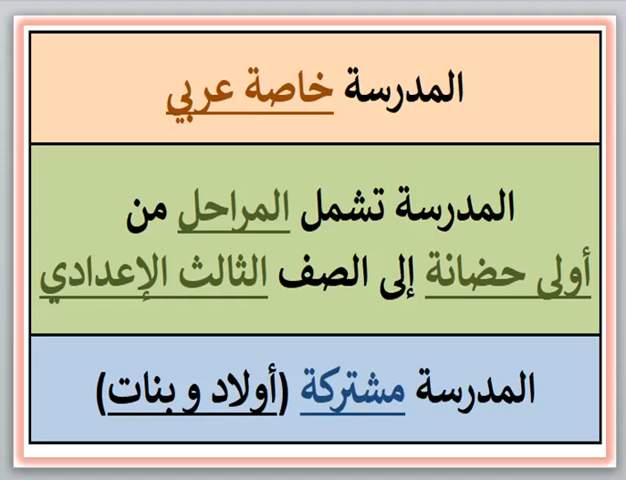 المدرسة خاصة عربي
المدرسة تشمل المراحل من
أولى حضانة إلى الصف الثالث الإعدادي
المدرسة مشتركة (أولاد و بنات)